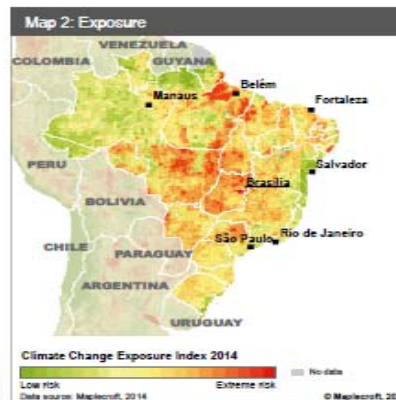 Map 2: Exposure
VENEZUELA
COLOMBIA
GUYANA
Manaus
Belém
Fortaleza
PERU
Salvador
Brasília
BOLIVIA
São Paulo
Rio de Janeiro
CHILE
PARAGUAY
ARGENTINA
URUGUAY
Climate Change Exposure Index 2014
No data
Low risk
Extreme risk
Data source: Maplecroft, 2014
© Maplecroft, 20